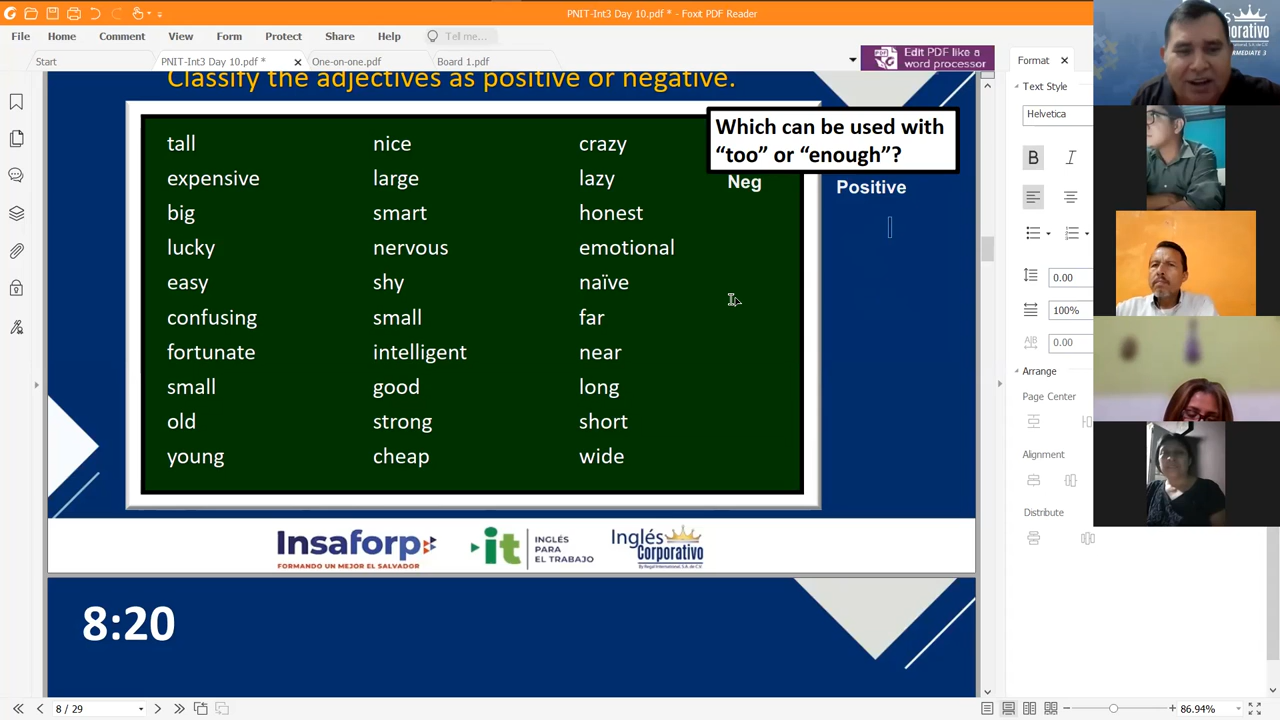 PNIT-Int3 Day 10.pdf * - Foxit PDF Reader
File Home Comment View Form Protect Share Help Tell me...
Start PNIT-Int3 Day 10.pdf * One-on-one.pdf Board 1.pdf
Edit PDF like a
word processor
Classify the adjectives as positive or negative.
Which can be used with
“too” or “enough”?
tall nice crazy
expensive large lazy Neg Positive
big smart honest
lucky nervous emotional
easy shy naïve
confusing small far
fortunate intelligent near
small good long
old strong short
young cheap wide
Insaforp
FORMANDO UN MEJOR EL SALVADOR
it INGLÉS
PARA
EL TRABAJO
Inglés
Corporativo
By Regal International, S.A. de C.V.
8:20
8 / 29
86.94%
Format
Text Style
Helvetica
B I
0.00
100%
0.00
Arrange
Page Center
Alignment
Distribute